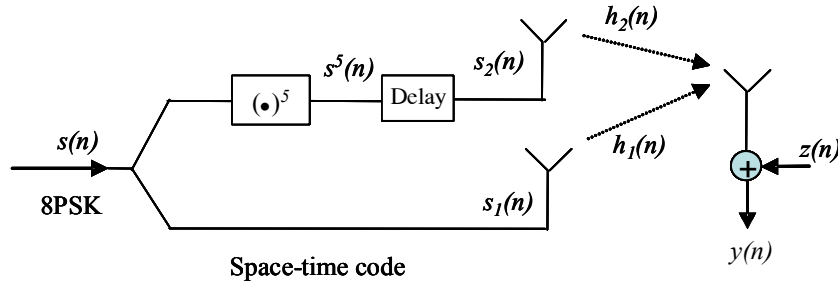 h₂(n)
s⁵(n)
s₂(n)
(•)⁵
Delay
s(n)
h₁(n)
z(n)
+
8PSK
s₁(n)
y(n)
Space-time code